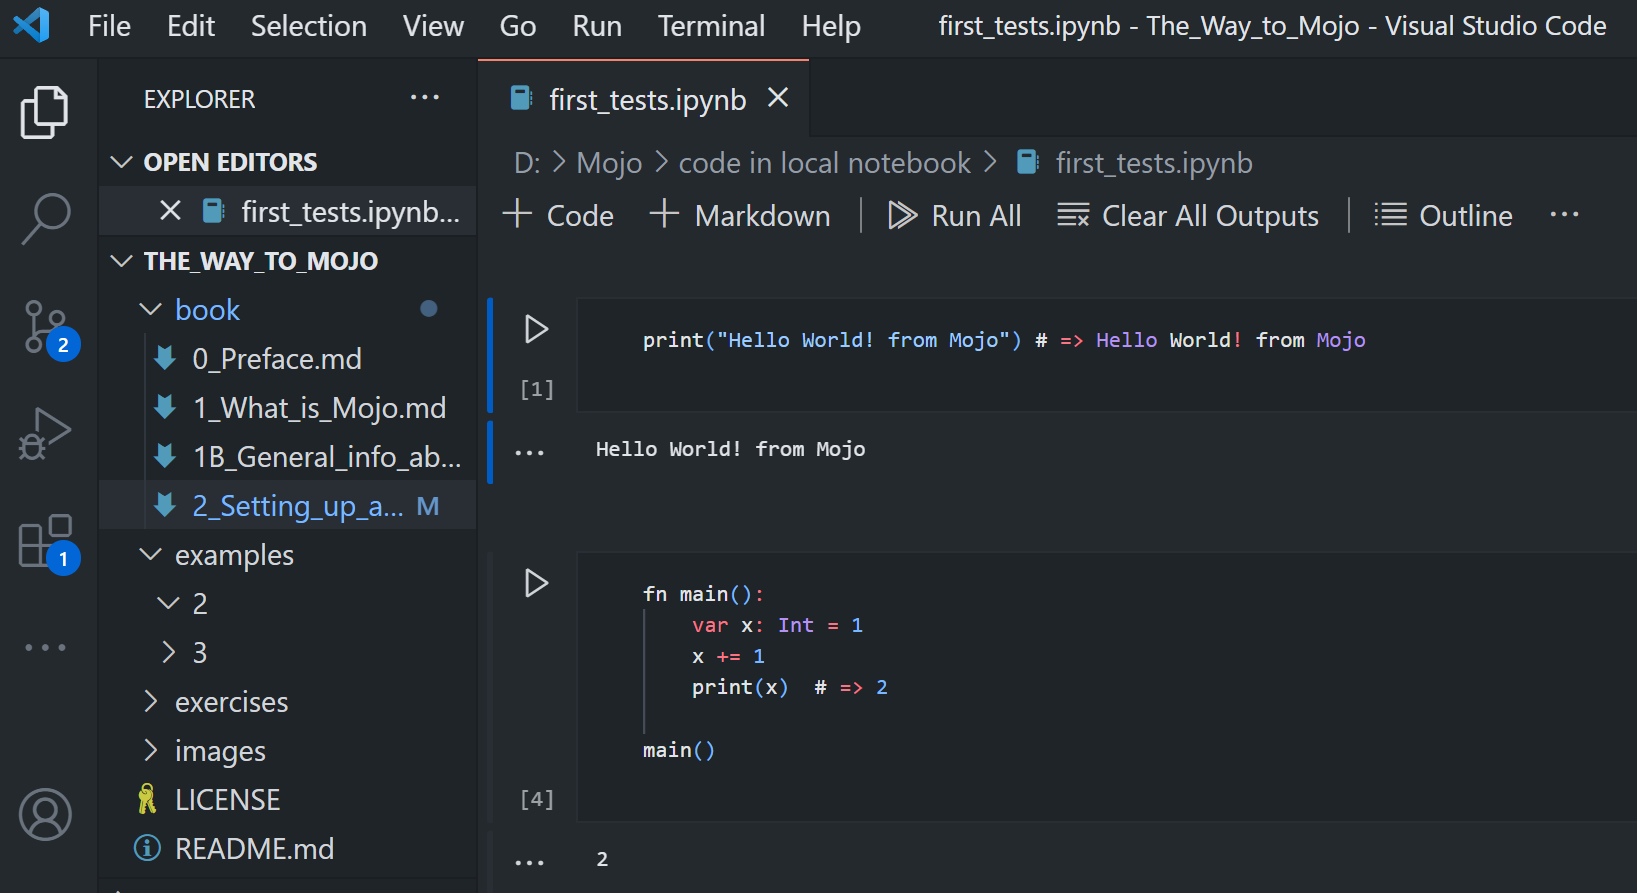 File Edit Selection View Go Run Terminal Help first_tests.ipynb - The_Way_to_Mojo - Visual Studio Code
EXPLORER ...
OPEN EDITORS
first_tests.ipynb...
THE_WAY_TO_MOJO
book
0_Preface.md
1_What_is_Mojo.md
1B_General_info_ab...
2_Setting_up_a... M
examples
2
3
exercises
images
LICENSE
README.md
2
1
first_tests.ipynb
D: > Mojo > code in local notebook > first_tests.ipynb
+ Code + Markdown | Run All Clear All Outputs | Outline ...
print("Hello World! from Mojo") # => Hello World! from Mojo
[1]
Hello World! from Mojo
fn main():
    var x: Int = 1
    x += 1
    print(x)  # => 2
main()
[4]
2